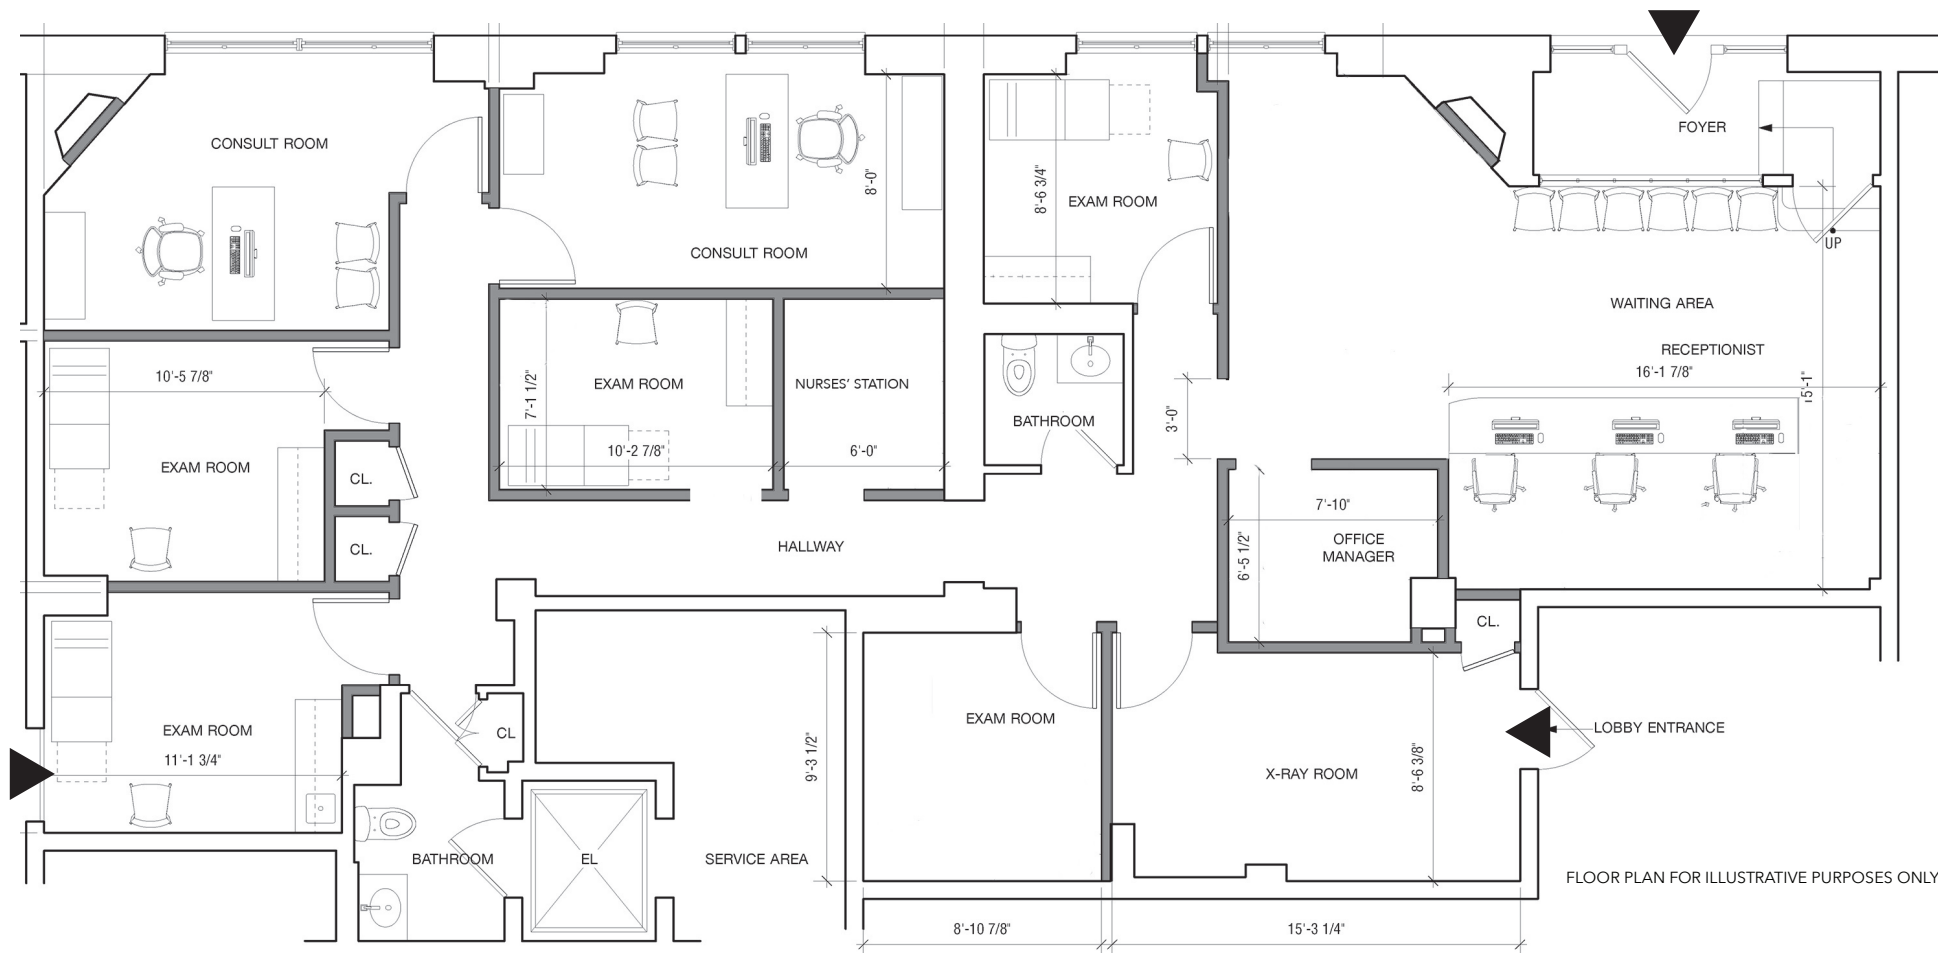 CONSULT ROOM
FOYER
8'-0"
8'-6 3/4"
EXAM ROOM
CONSULT ROOM
UP
WAITING AREA
RECEPTIONIST
16'-1 7/8"
10'-5 7/8"
7'-1 1/2"
EXAM ROOM
NURSES' STATION
15'-1"
BATHROOM
3'-0"
10'-2 7/8"
6'-0"
EXAM ROOM
CL.
7'-10"
CL.
HALLWAY
6'-5 1/2"
OFFICE
MANAGER
CL.
EXAM ROOM
11'-1 3/4"
CL
9'-3 1/2"
EXAM ROOM
LOBBY ENTRANCE
X-RAY ROOM
8'-6 3/8"
BATHROOM
EL
SERVICE AREA
FLOOR PLAN FOR ILLUSTRATIVE PURPOSES ONLY
8'-10 7/8"
15'-3 1/4"